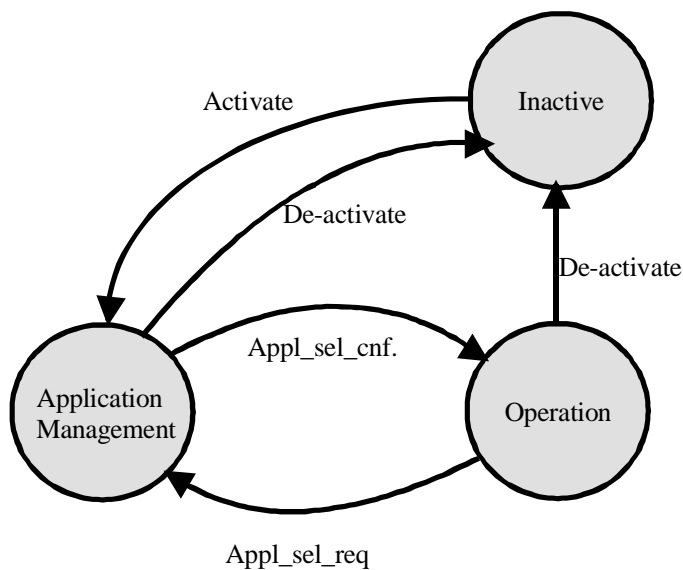 Activate
Inactive
De-activate
De-activate
Appl_sel_cnf.
Application
Management
Operation
Appl_sel_req